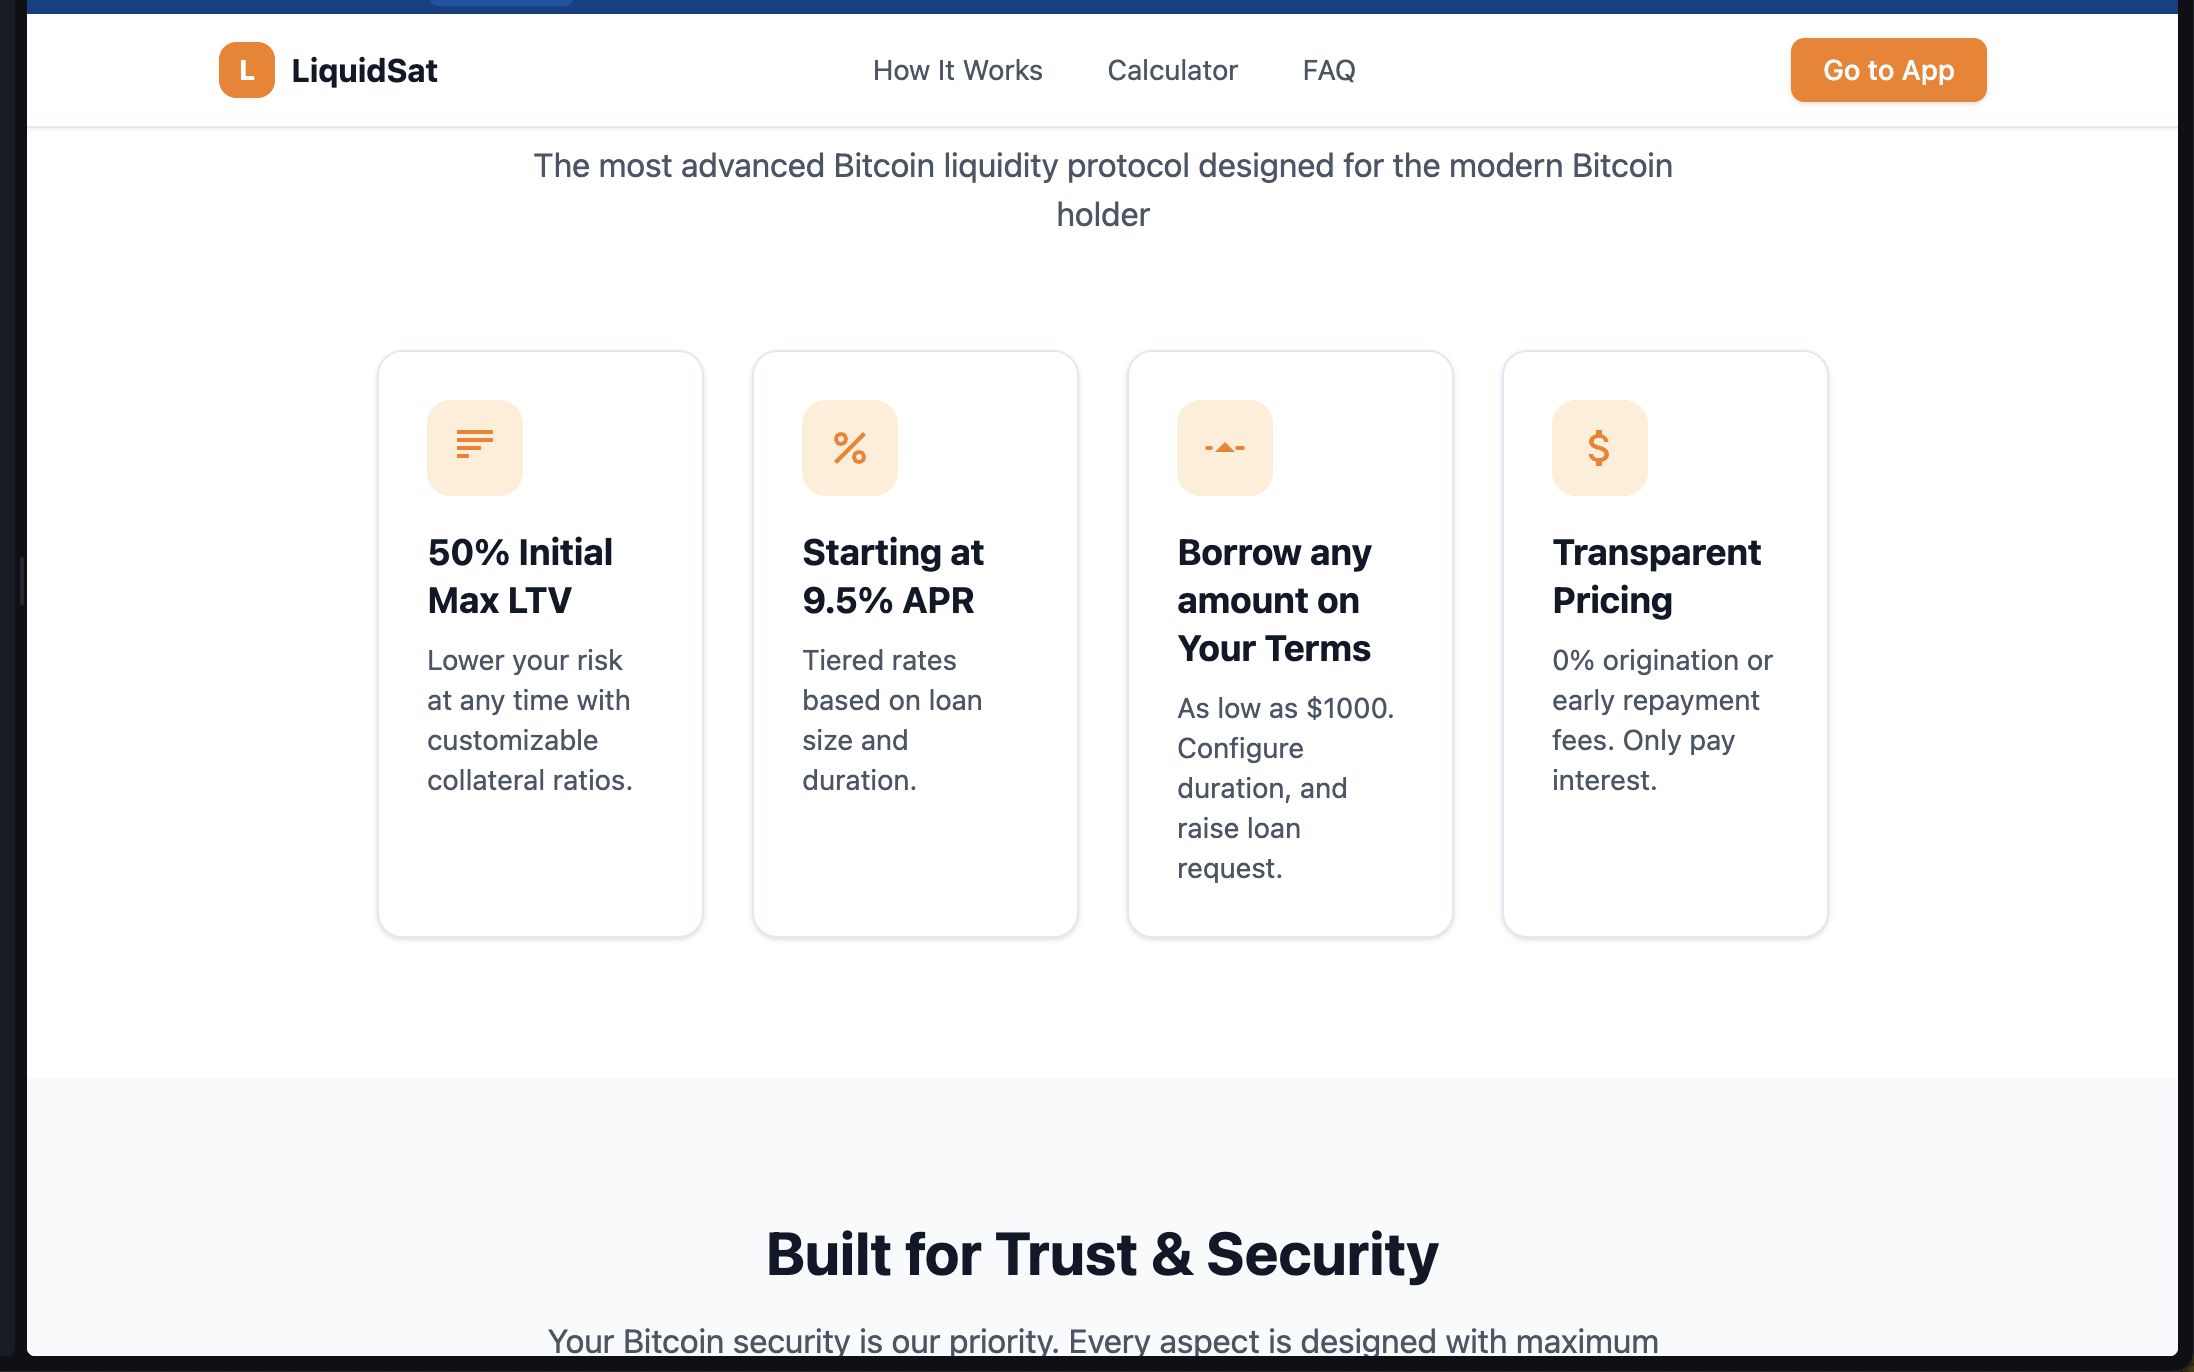 L LiquidSat
How It Works
Calculator
FAQ
Go to App
The most advanced Bitcoin liquidity protocol designed for the modern Bitcoin
holder
50% Initial
Max LTV
Lower your risk
at any time with
customizable
collateral ratios.
%
Starting at
9.5% APR
Tiered rates
based on loan
size and
duration.
Borrow any
amount on
Your Terms
As low as $1000.
Configure
duration, and
raise loan
request.
$
Transparent
Pricing
0% origination or
early repayment
fees. Only pay
interest.
Built for Trust & Security
Your Bitcoin security is our priority. Every aspect is designed with maximum